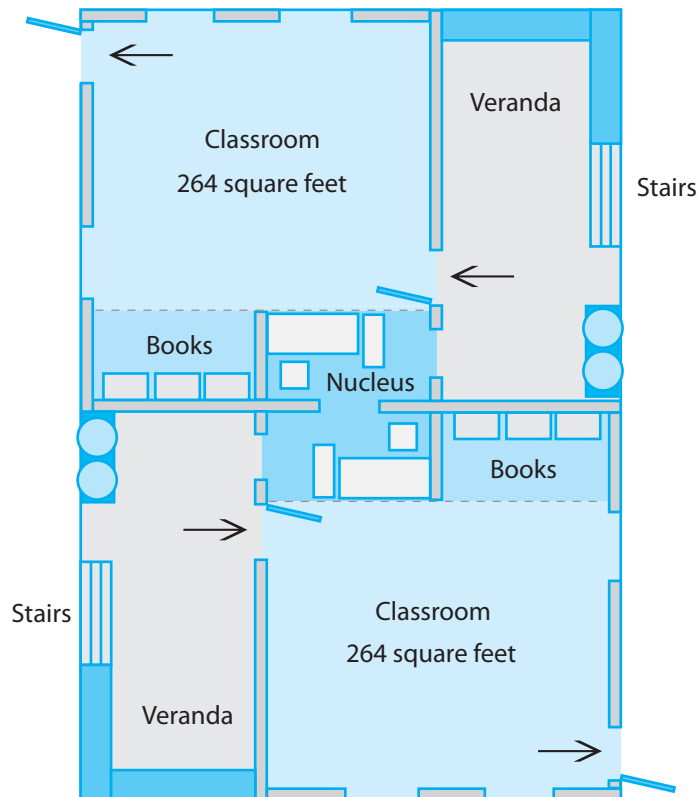 Veranda
Classroom
264 square feet
Stairs
Books
Nucleus
Books
Stairs
Classroom
264 square feet
Veranda